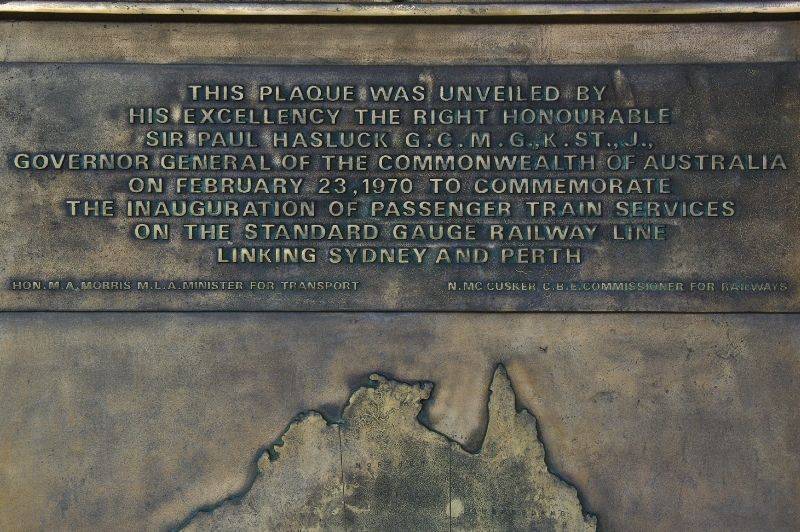 THIS PLAQUE WAS UNVEILED BY
HIS EXCELLENCY THE RIGHT HONOURABLE
SIR PAUL HASLUCK G.C.M.G., K.ST., J.,
GOVERNOR GENERAL OF THE COMMONWEALTH OF AUSTRALIA
ON FEBRUARY 23, 1970 TO COMMEMORATE
THE INAUGURATION OF PASSENGER TRAIN SERVICES
ON THE STANDARD GAUGE RAILWAY LINE
LINKING SYDNEY AND PERTH
HON. M.A. MORRIS M.L.A. MINISTER FOR TRANSPORT
N. MC CUSKER C.B.E. COMMISSIONER FOR RAILWAYS